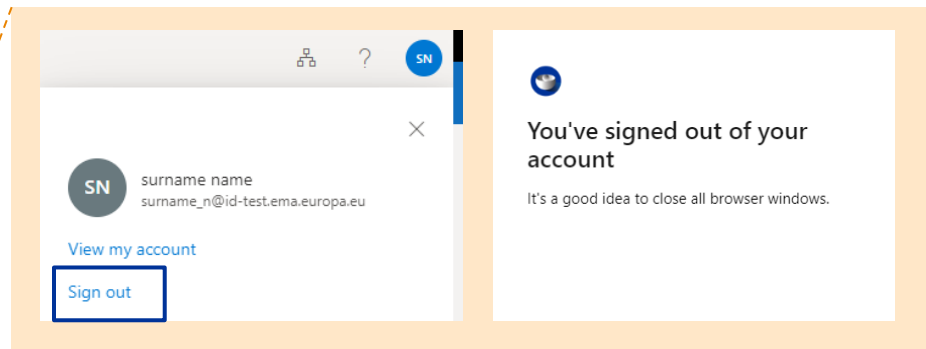 ?
SN
SN
surname name
surname_n@id-test.ema.europa.eu
View my account
Sign out
You've signed out of your
account
It's a good idea to close all browser windows.